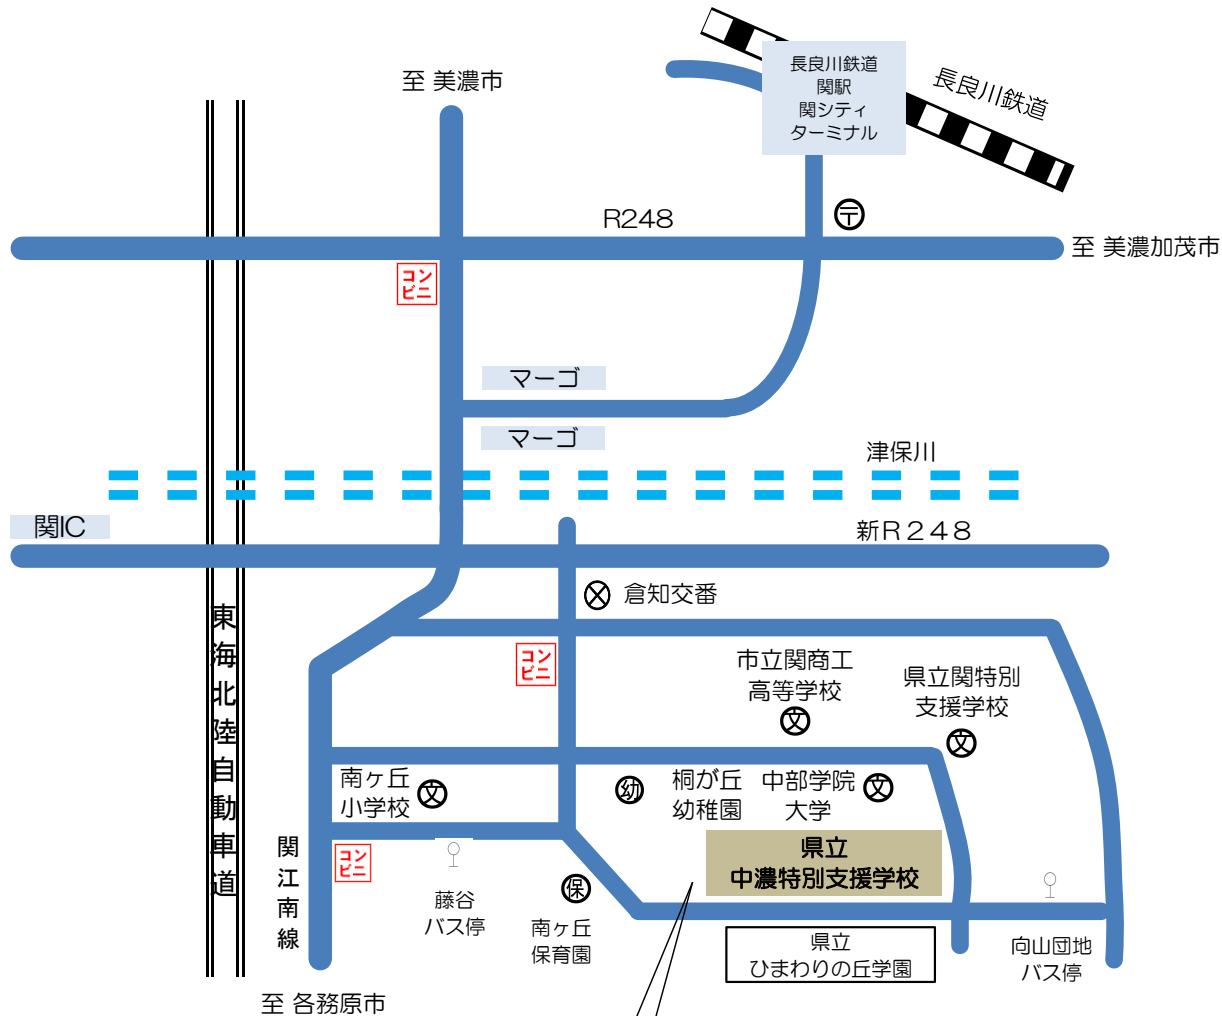 長良川鉄道
関駅
関シティ
ターミナル
長良川鉄道
至 美濃市
R248
〒
至 美濃加茂市
コン
ビニ
マーゴ
マーゴ
津保川
関IC
新R248
倉知交番
東海北陸自動車道
コン
ビニ
市立関商工
高等学校
文
県立関特別
支援学校
文
南ヶ丘
小学校
文
幼
桐が丘
幼稚園
中部学院
大学
文
県立
中濃特別支援学校
関江南線
コン
ビニ
藤谷
バス停
保
南ヶ丘
保育園
県立
ひまわりの丘学園
向山団地
バス停
至 各務原市